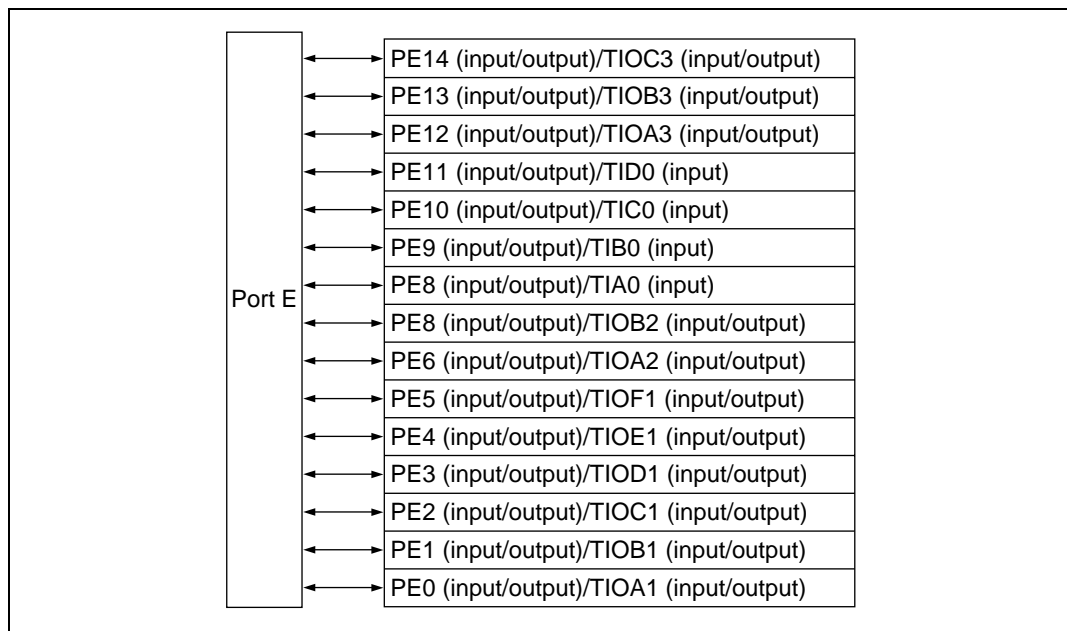 Port E
PE14 (input/output)/TIOC3 (input/output)
PE13 (input/output)/TIOB3 (input/output)
PE12 (input/output)/TIOA3 (input/output)
PE11 (input/output)/TID0 (input)
PE10 (input/output)/TIC0 (input)
PE9 (input/output)/TIB0 (input)
PE8 (input/output)/TIA0 (input)
PE8 (input/output)/TIOB2 (input/output)
PE6 (input/output)/TIOA2 (input/output)
PE5 (input/output)/TIOF1 (input/output)
PE4 (input/output)/TIOE1 (input/output)
PE3 (input/output)/TIOD1 (input/output)
PE2 (input/output)/TIOC1 (input/output)
PE1 (input/output)/TIOB1 (input/output)
PE0 (input/output)/TIOA1 (input/output)